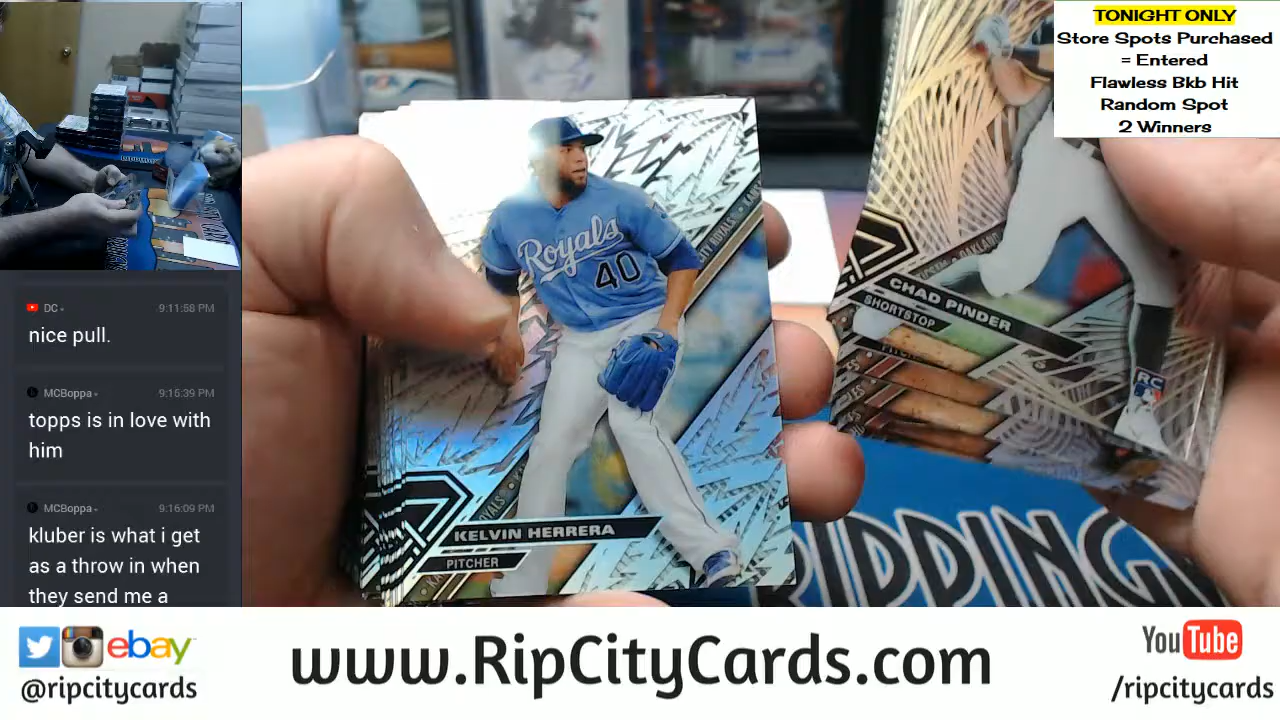 TONIGHT ONLY
Store Spots Purchased
= Entered
Flawless Bkb Hit
Random Spot
2 Winners
DC
9:11:58 PM
nice pull.
MCBoppa
9:15:39 PM
topps is in love with
him
MCBoppa
9:16:09 PM
kluber is what i get
as a throw in when
they send me a
Royals
40
KELVIN HERRERA
PITCHER
OAKLAND
CHAD PINDER
SHORTSTOP
RC
RIPPING
ebay
@ripcitycards
www.RipCityCards.com
YouTube
/ripcitycards